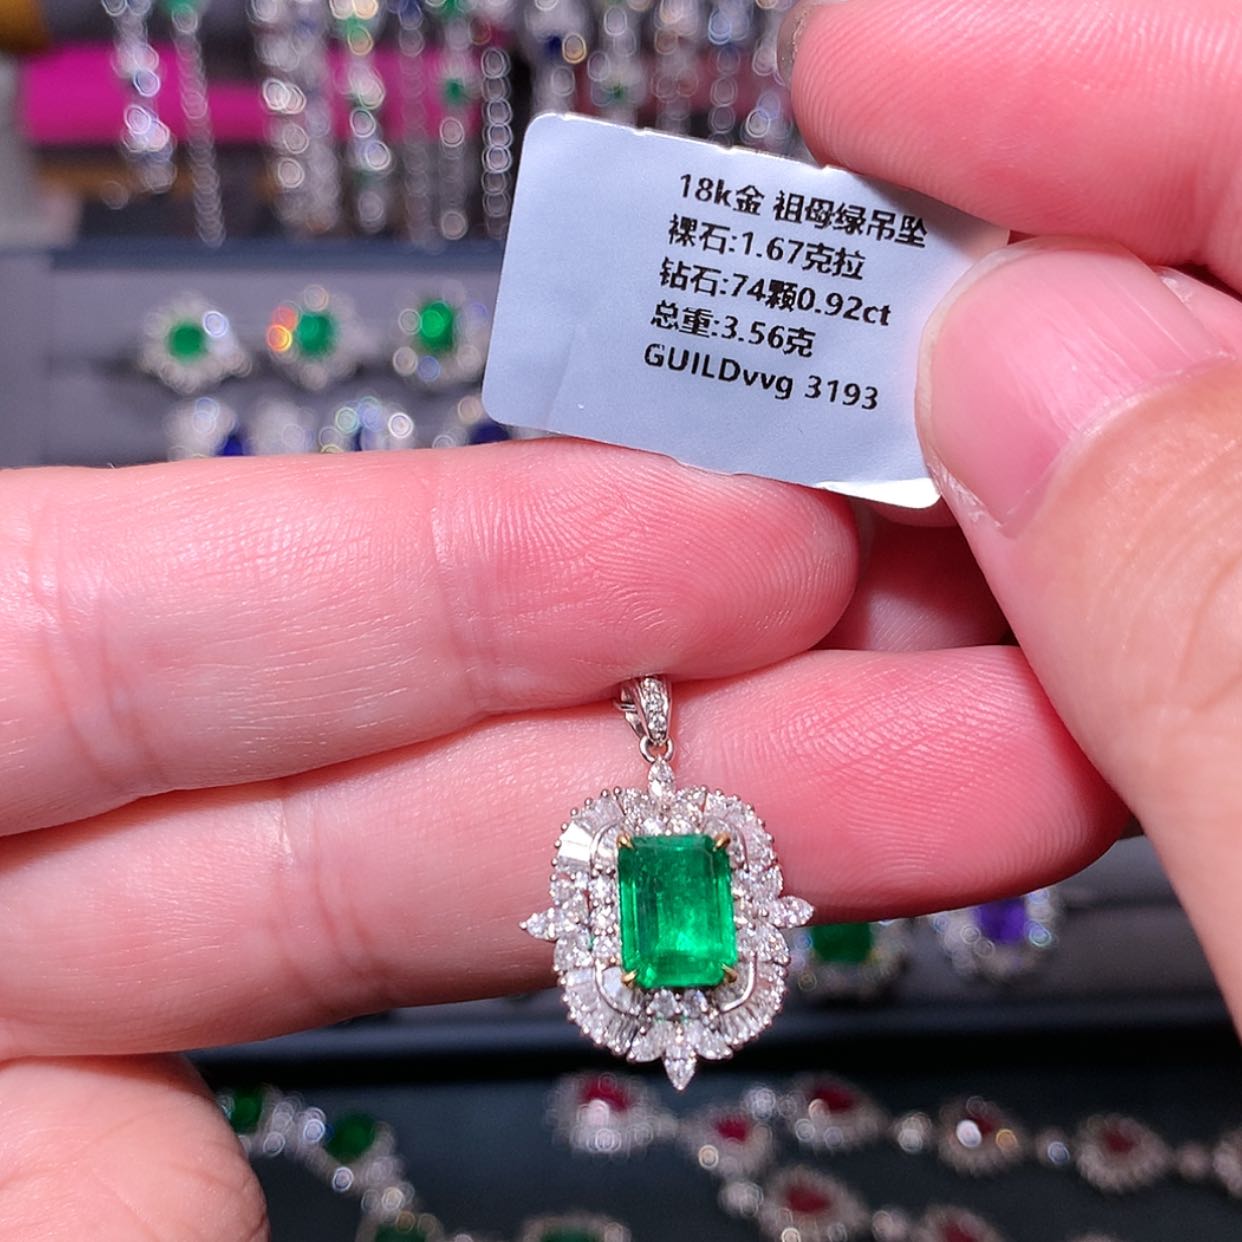 18k金 祖母绿吊坠
裸石:1.67克拉
钻石:74颗0.92ct
总重:3.56克
GUILDvvg 3193